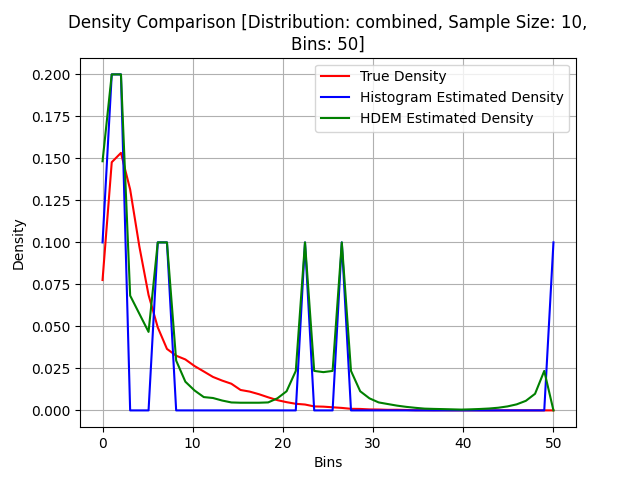 Density Comparison [Distribution: combined, Sample Size: 10,
Bins: 50]
True Density
Histogram Estimated Density
HDEM Estimated Density
Density
0.200
0.175
0.150
0.125
0.100
0.075
0.050
0.025
0.000
0 10 20 30 40 50
Bins